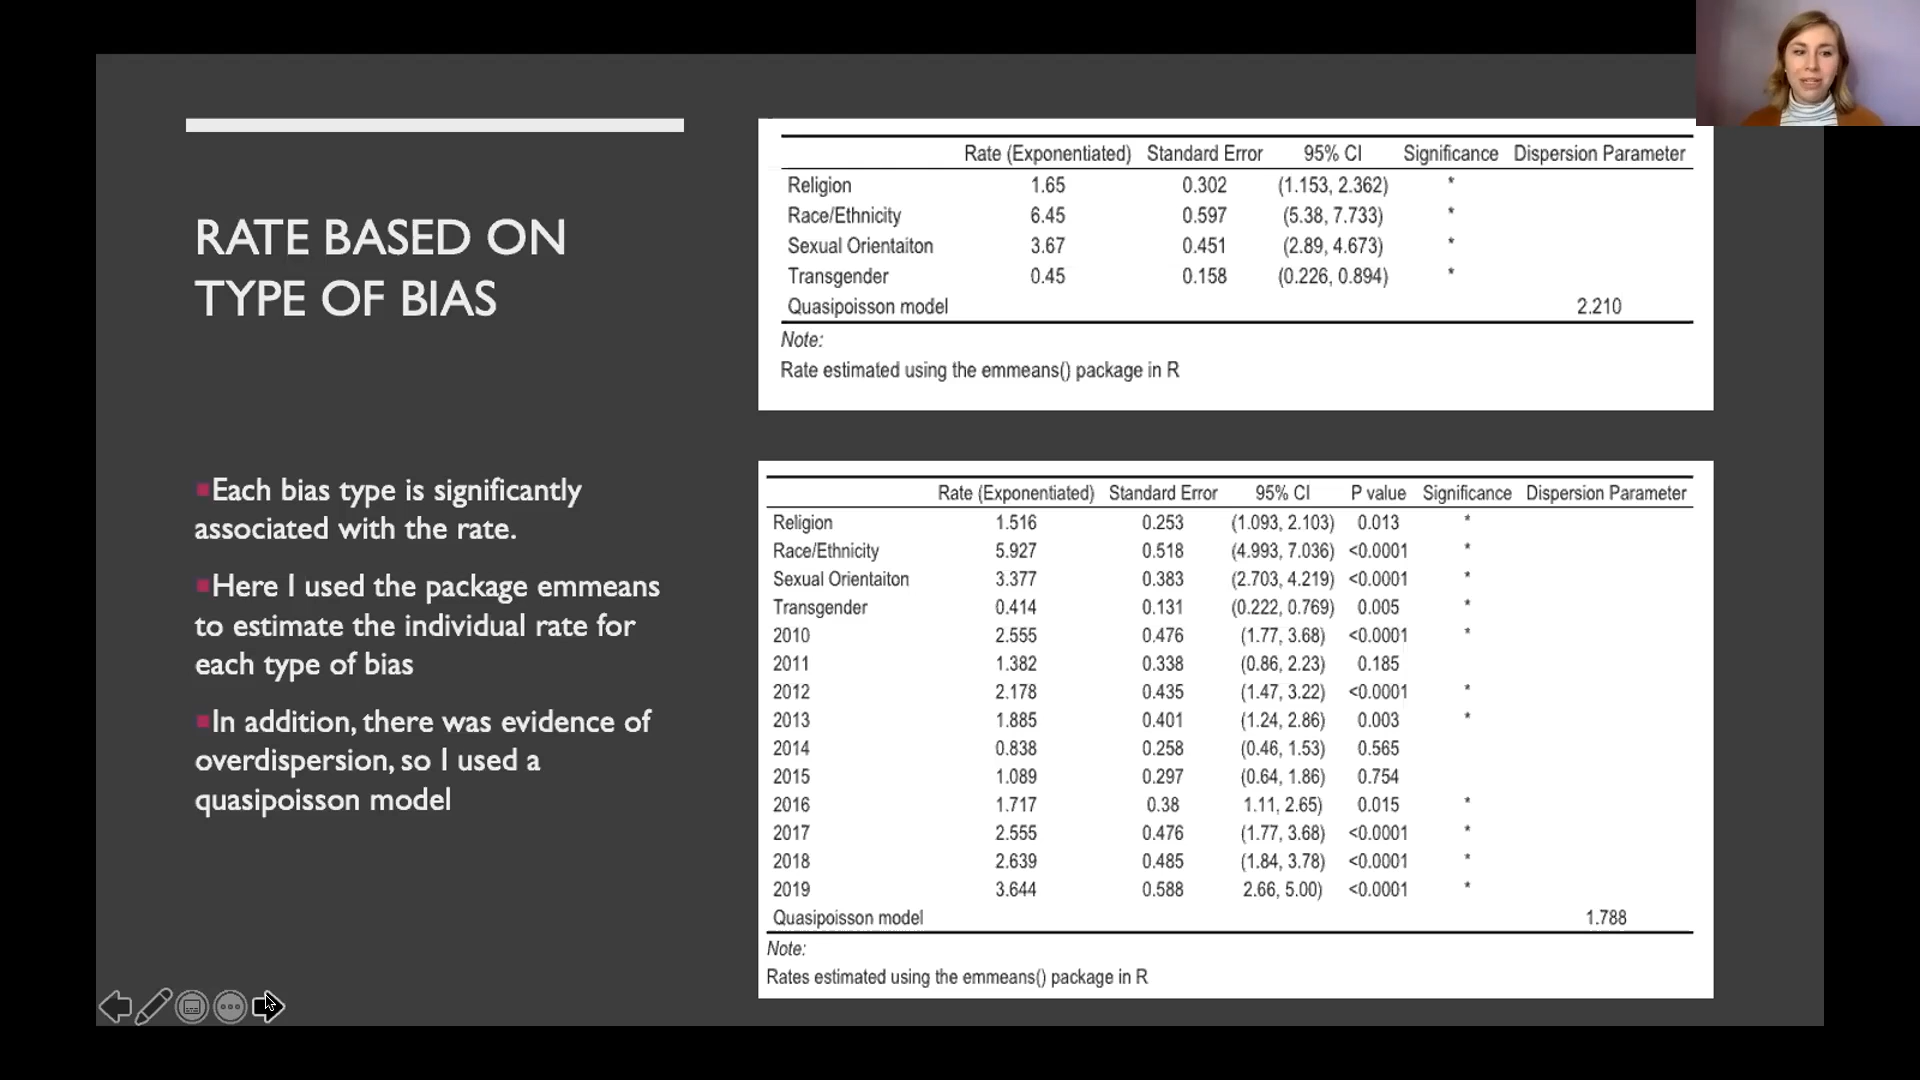 RATE BASED ON
TYPE OF BIAS
▪Each bias type is significantly
associated with the rate.
▪Here I used the package emmeans
to estimate the individual rate for
each type of bias
▪In addition, there was evidence of
overdispersion, so I used a
quasipoisson model
Rate (Exponentiated) Standard Error 95% CI Significance Dispersion Parameter
Religion 1.65 0.302 (1.153, 2.362) *
Race/Ethnicity 6.45 0.597 (5.38, 7.733) *
Sexual Orientaiton 3.67 0.451 (2.89, 4.673) *
Transgender 0.45 0.158 (0.226, 0.894) *
Quasipoisson model 2.210
Note:
Rate estimated using the emmeans() package in R
Rate (Exponentiated) Standard Error 95% CI P value Significance Dispersion Parameter
Religion 1.516 0.253 (1.093, 2.103) 0.013 *
Race/Ethnicity 5.927 0.518 (4.993, 7.036) <0.0001 *
Sexual Orientaiton 3.377 0.383 (2.703, 4.219) <0.0001 *
Transgender 0.414 0.131 (0.222, 0.769) 0.005 *
2010 2.555 0.476 (1.77, 3.68) <0.0001 *
2011 1.382 0.338 (0.86, 2.23) 0.185
2012 2.178 0.435 (1.47, 3.22) <0.0001 *
2013 1.885 0.401 (1.24, 2.86) 0.003 *
2014 0.838 0.258 (0.46, 1.53) 0.565
2015 1.089 0.297 (0.64, 1.86) 0.754
2016 1.717 0.38 1.11, 2.65) 0.015 *
2017 2.555 0.476 (1.77, 3.68) <0.0001 *
2018 2.639 0.485 (1.84, 3.78) <0.0001 *
2019 3.644 0.588 2.66, 5.00) <0.0001 *
Quasipoisson model 1.788
Note:
Rates estimated using the emmeans() package in R